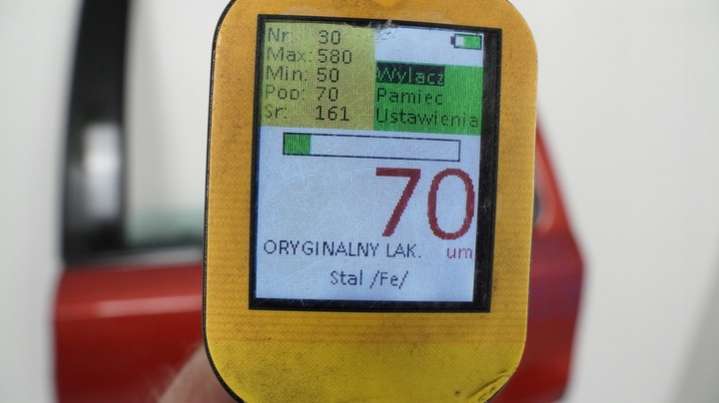 Nr: 30
Max: 580
Min: 50
Pop: 70
Sr: 161
Wylacz
Pamiec
Ustawienia
70
ORYGINALNY LAK. um
Stal /Fe/